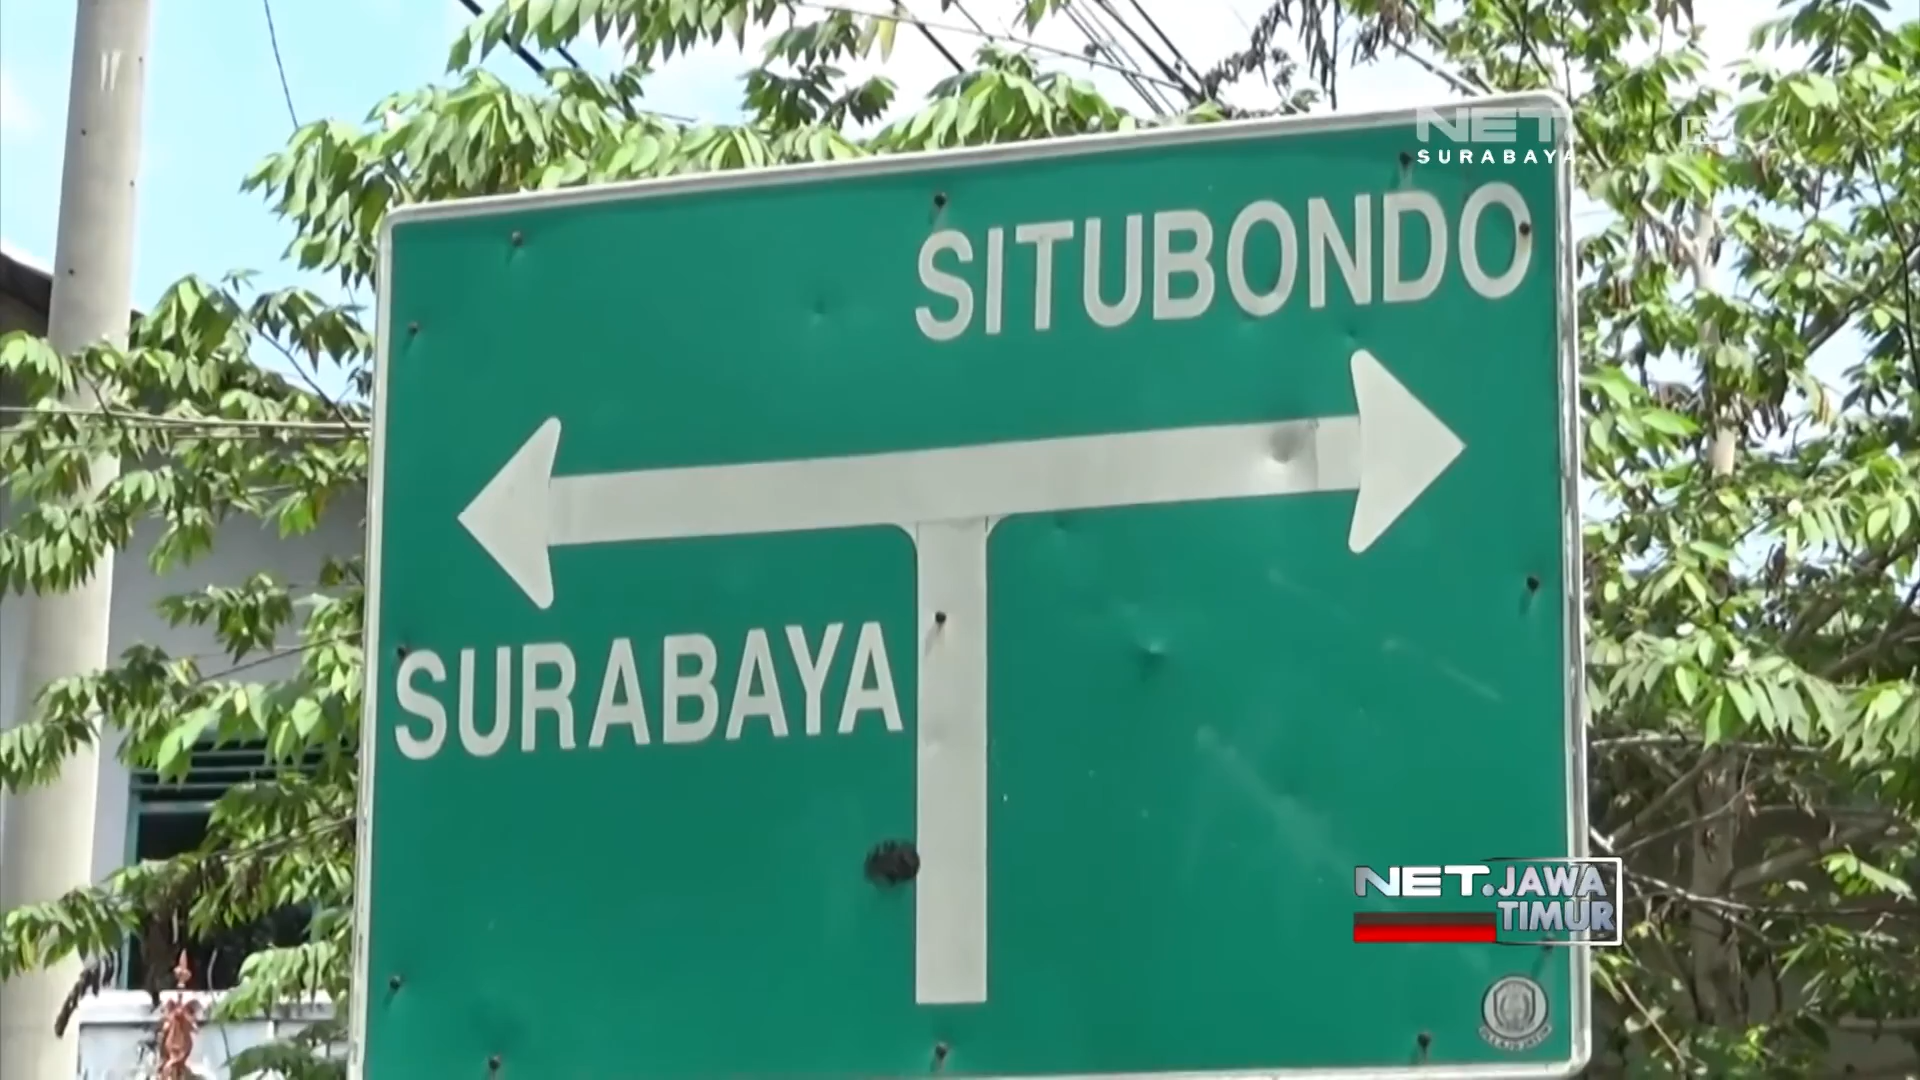 NET.
SURABAYA
SITUBONDO
SURABAYA
NET. JAWA
TIMUR